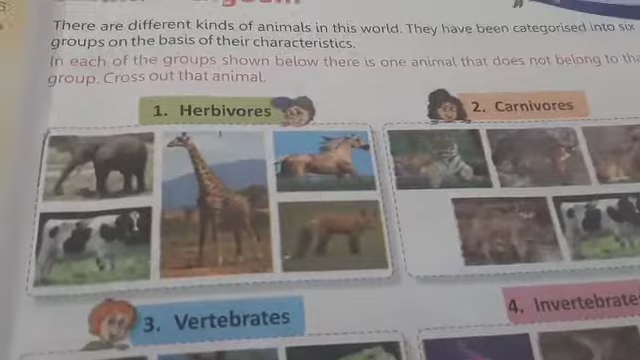 There are different kinds of animals in this world. They have been categorised into six
groups on the basis of their characteristics.
In each of the groups shown below there is one animal that does not belong to
group. Cross out that animal.
1. Herbivores
2. Carnivores
3. Vertebrates
4. Invertebrate